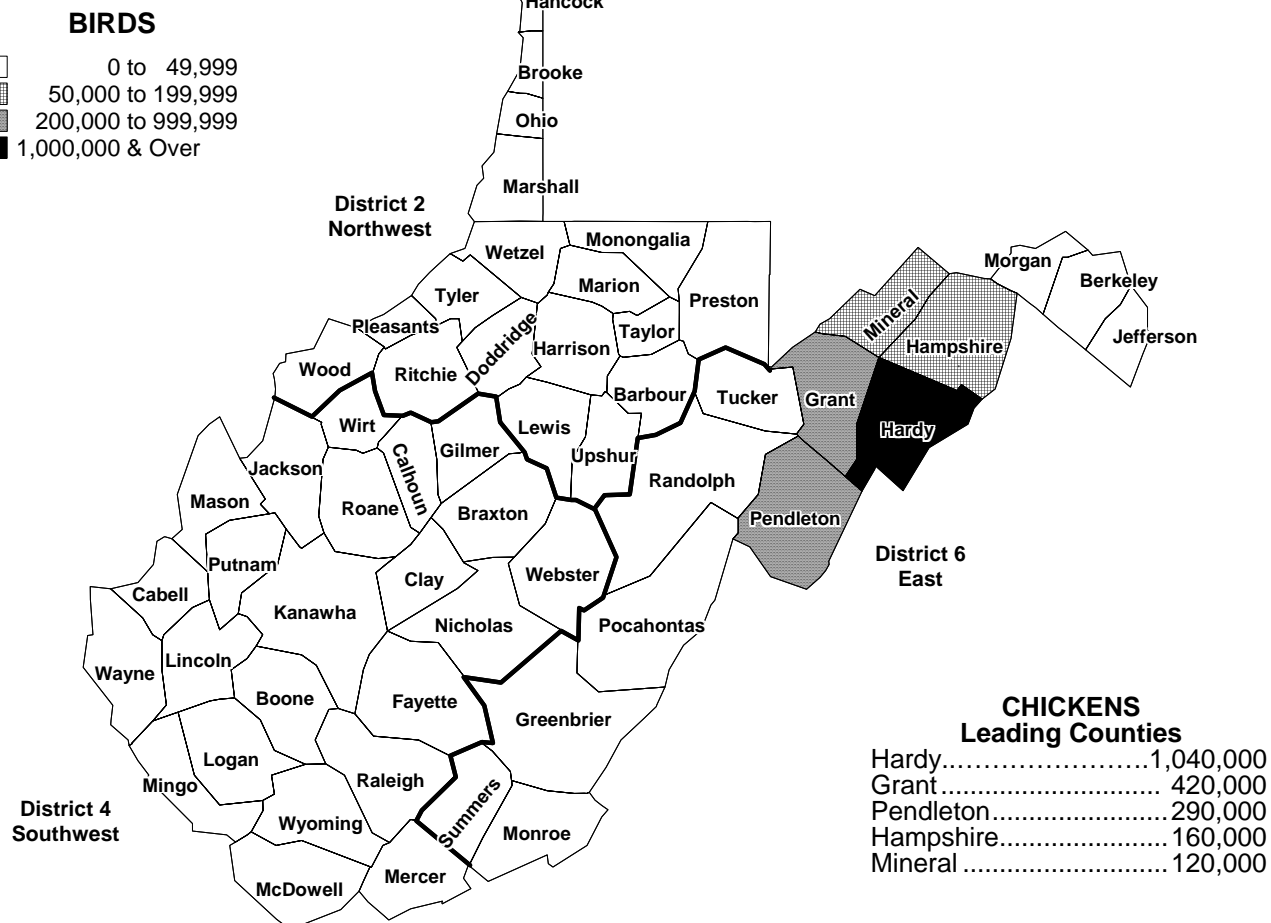 Hancock
BIRDS
0 to 49,999
50,000 to 199,999
200,000 to 999,999
1,000,000 & Over
Brooke
Ohio
Marshall
District 2
Northwest
Wetzel
Monongalia
Marion
Preston
Tyler
Pleasants
Doddridge
Harrison
Taylor
Wood
Ritchie
Barbour
Tucker
Morgan
Berkeley
Jefferson
Mineral
Hampshire
Grant
Hardy
Wirt
Calhoun
Gilmer
Lewis
Upshur
Randolph
Jackson
Mason
Roane
Braxton
Pendleton
District 6
East
Putnam
Clay
Webster
Cabell
Kanawha
Nicholas
Pocahontas
Wayne
Lincoln
Boone
Fayette
Greenbrier
Logan
Mingo
Raleigh
Summers
District 4
Southwest
Wyoming
Monroe
McDowell
Mercer
CHICKENS
Leading Counties
Hardy.........................1,040,000
Grant ............................ 420,000
Pendleton......................... 290,000
Hampshire........................ 160,000
Mineral ............................. 120,000